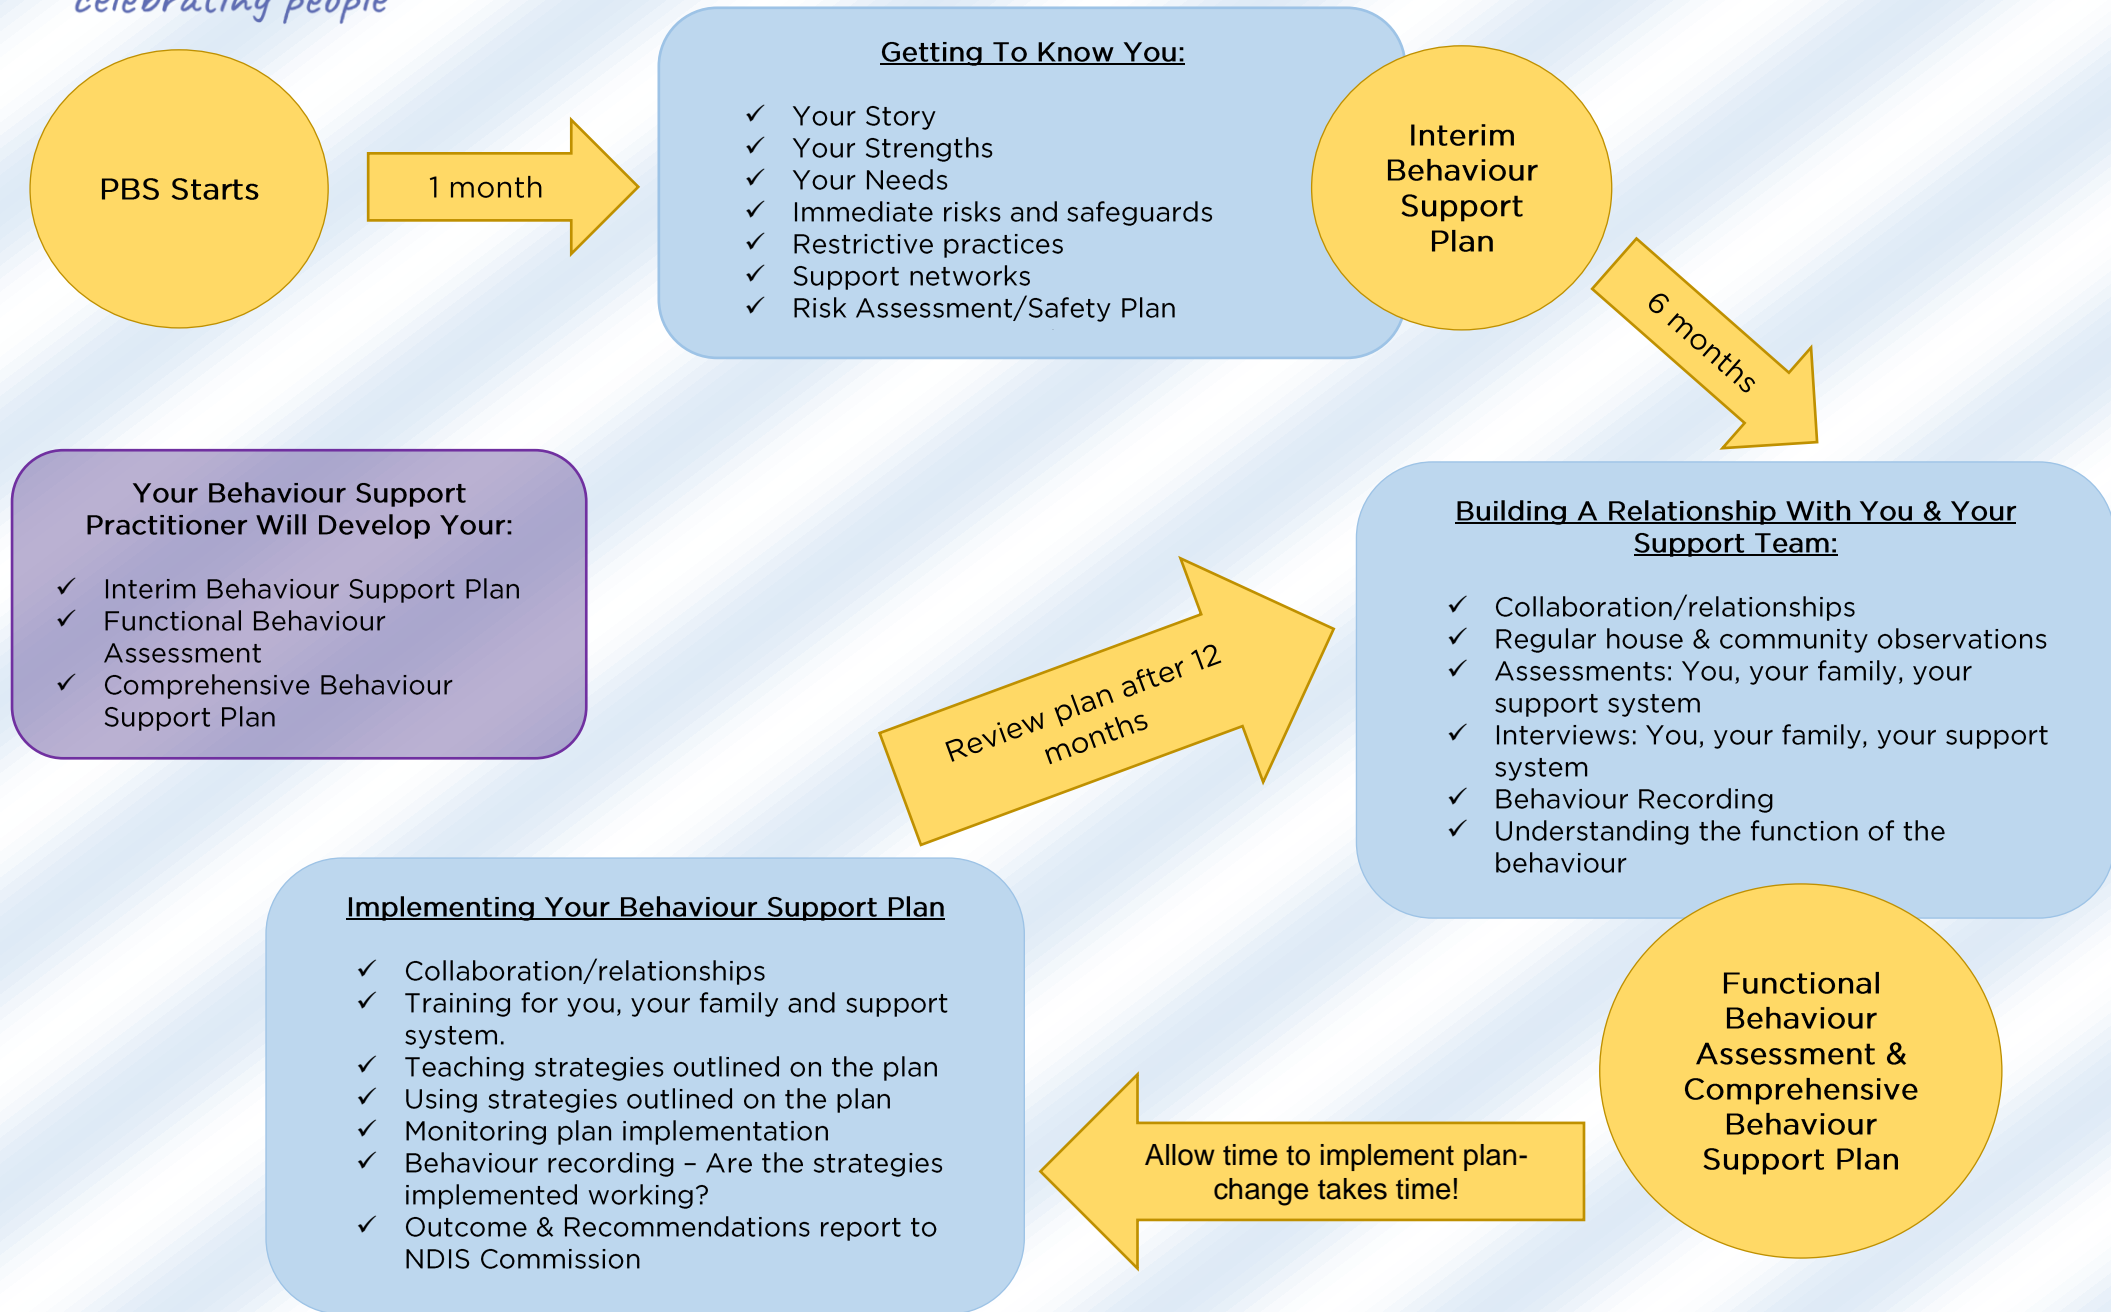 celebrating people
PBS Starts
1 month
Getting To Know You:
✓ Your Story
✓ Your Strengths
✓ Your Needs
✓ Immediate risks and safeguards
✓ Restrictive practices
✓ Support networks
✓ Risk Assessment/Safety Plan
Interim
Behaviour
Support
Plan
6 months
Your Behaviour Support
Practitioner Will Develop Your:
✓ Interim Behaviour Support Plan
✓ Functional Behaviour
Assessment
✓ Comprehensive Behaviour
Support Plan
Building A Relationship With You & Your
Support Team:
✓ Collaboration/relationships
✓ Regular house & community observations
✓ Assessments: You, your family, your
support system
✓ Interviews: You, your family, your support
system
✓ Behaviour Recording
✓ Understanding the function of the
behaviour
Review plan after 12
months
Functional
Behaviour
Assessment &
Comprehensive
Behaviour
Support Plan
Allow time to implement plan-
change takes time!
Implementing Your Behaviour Support Plan
✓ Collaboration/relationships
✓ Training for you, your family and support
system.
✓ Teaching strategies outlined on the plan
✓ Using strategies outlined on the plan
✓ Monitoring plan implementation
✓ Behaviour recording – Are the strategies
implemented working?
✓ Outcome & Recommendations report to
NDIS Commission